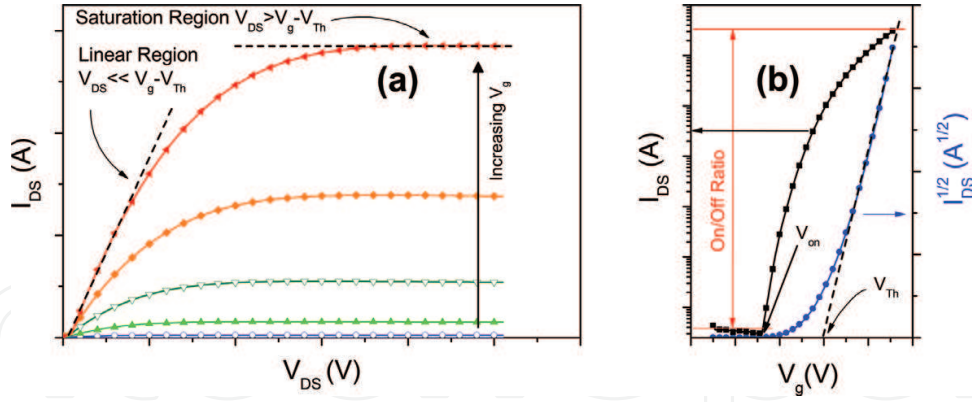 Saturation Region V_DS>V_g-V_Th
Linear Region
V_DS<< V_g-V_Th
(a)
Increasing V_g
I_DS (A)
V_DS (V)
(b)
I_DS (A)
On/Off Ratio
V_on
V_Th
I_DS^1/2 (A^1/2)
V_g(V)